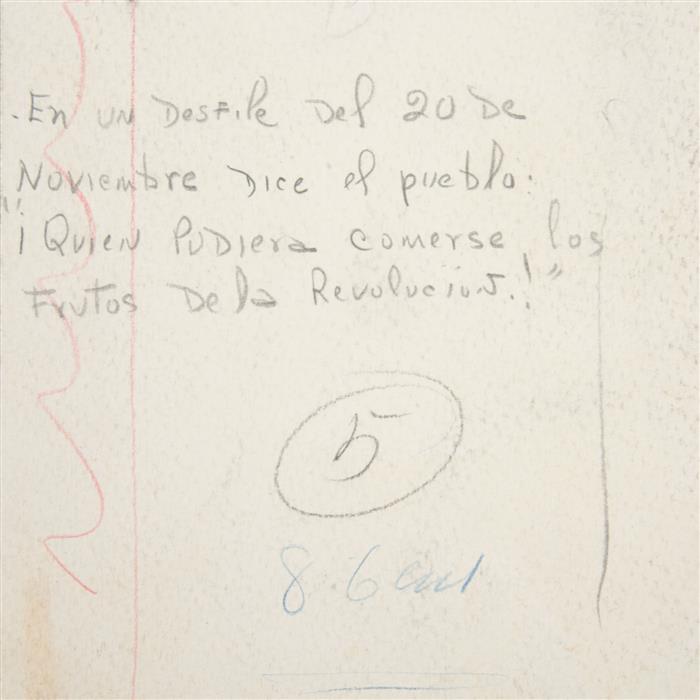 .En un Desfile Del 20 De
Noviembre Dice el pueblo:
"¡Quien Pudiera comerse los
Frutos De la Revolución.!"
5
8.6 cm